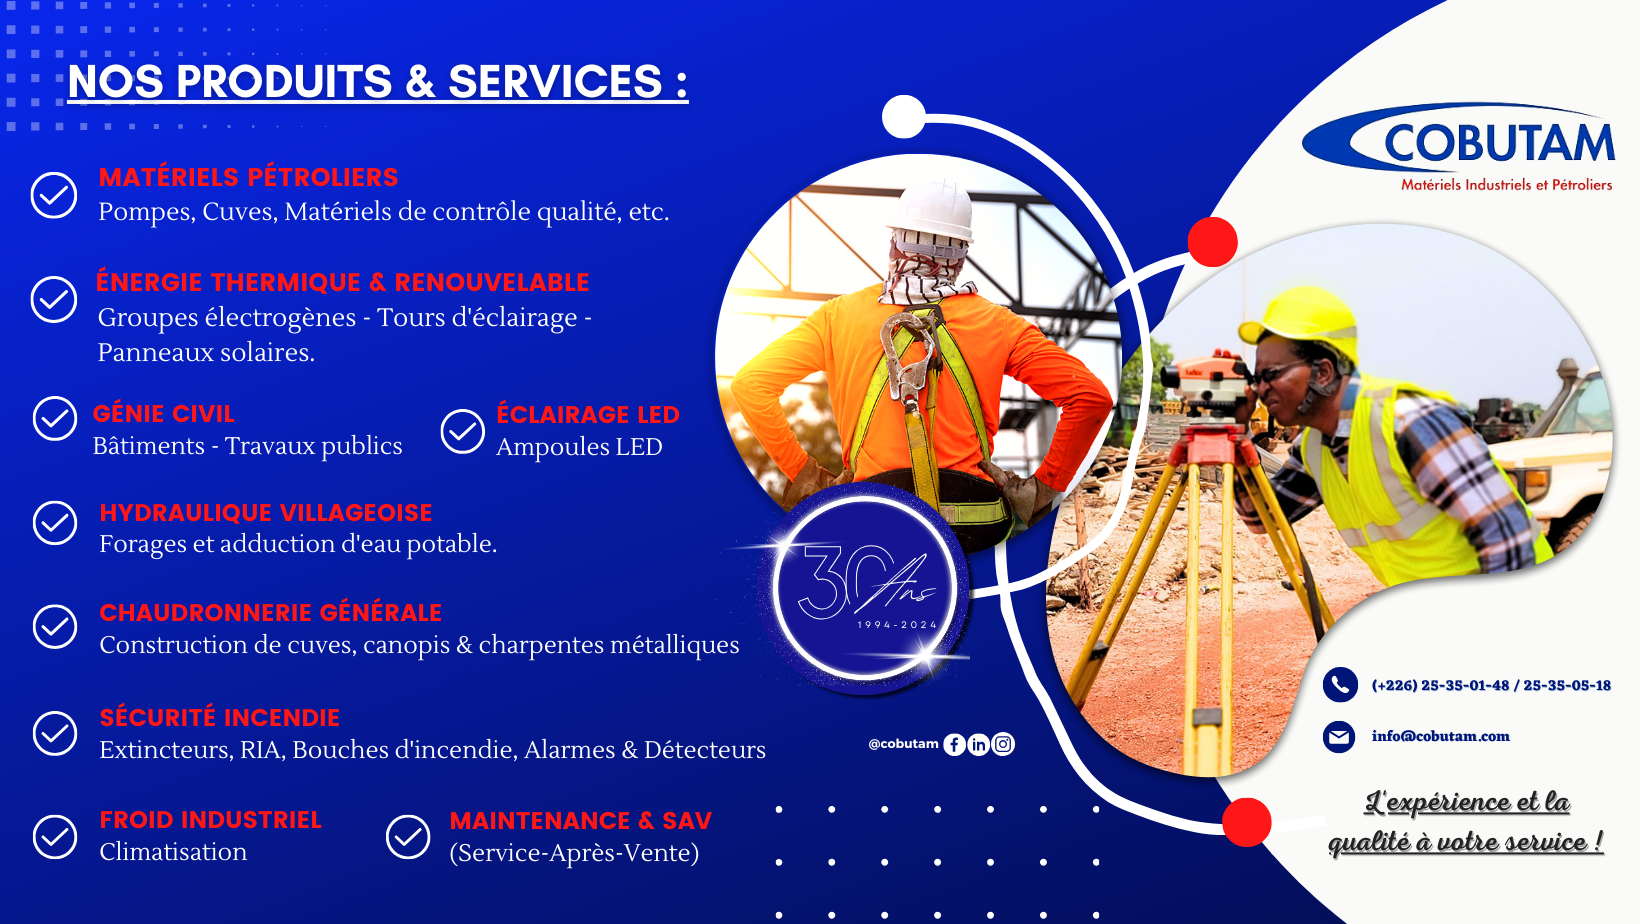 NOS PRODUITS & SERVICES :
MATÉRIELS PÉTROLIERS
Pompes, Cuves, Matériels de contrôle qualité, etc.
ÉNERGIE THERMIQUE & RENOUVELABLE
Groupes électrogènes - Tours d'éclairage -
Panneaux solaires.
GÉNIE CIVIL
Bâtiments - Travaux publics
ÉCLAIRAGE LED
Ampoules LED
HYDRAULIQUE VILLAGEOISE
Forages et adduction d'eau potable.
CHAUDRONNERIE GÉNÉRALE
Construction de cuves, canopis & charpentes métalliques
SÉCURITÉ INCENDIE
Extincteurs, RIA, Bouches d'incendie, Alarmes & Détecteurs
FROID INDUSTRIEL
Climatisation
MAINTENANCE & SAV
(Service-Après-Vente)
30 Ans
1994-2024
@cobutam
COBUTAM
Matériels Industriels et Pétroliers
(+226) 25-35-01-48 / 25-35-05-18
info@cobutam.com
L'expérience et la
qualité à votre service !